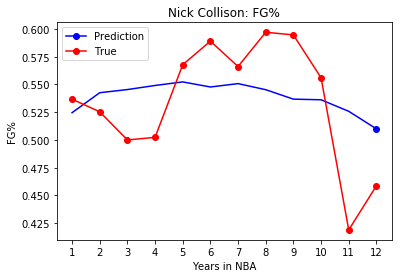 Nick Collison: FG%
Prediction
True
0.600
0.575
0.550
0.525
0.500
0.475
0.450
0.425
FG%
1 2 3 4 5 6 7 8 9 10 11 12
Years in NBA